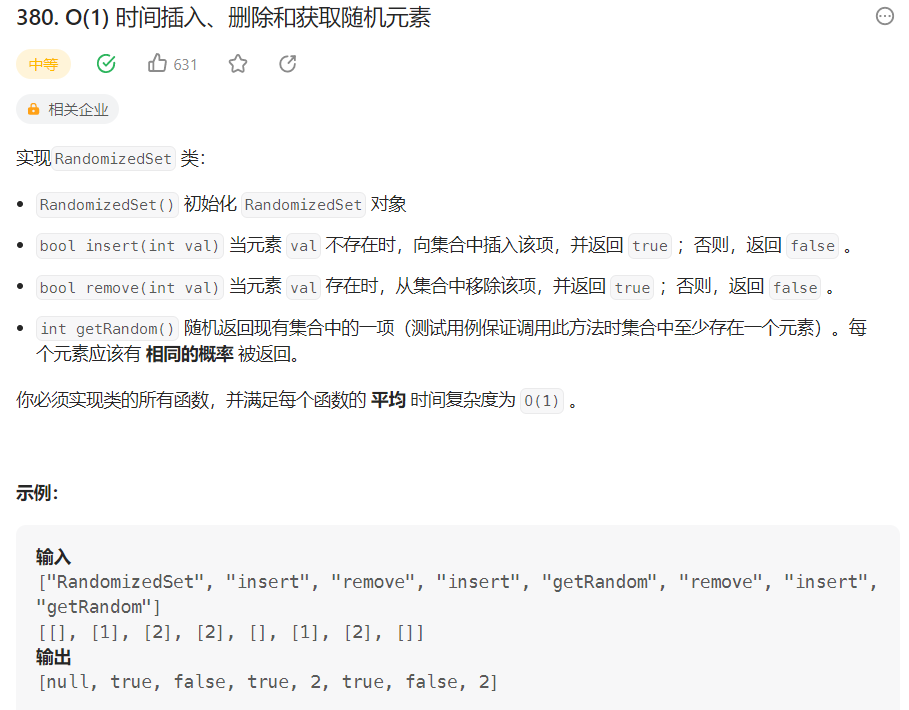 380. O(1) 时间插入、删除和获取随机元素
中等 631
相关企业
实现 RandomizedSet 类：
• RandomizedSet() 初始化 RandomizedSet 对象
• bool insert(int val) 当元素 val 不存在时，向集合中插入该项，并返回 true ；否则，返回 false 。
• bool remove(int val) 当元素 val 存在时，从集合中移除该项，并返回 true ；否则，返回 false 。
• int getRandom() 随机返回现有集合中的一项（测试用例保证调用此方法时集合中至少存在一个元素）。每
个元素应该有 相同的概率 被返回。
你必须实现类的所有函数，并满足每个函数的 平均 时间复杂度为 O(1) 。
示例：
输入
["RandomizedSet", "insert", "remove", "insert", "getRandom", "remove", "insert",
"getRandom"]
[[], [1], [2], [2], [], [1], [2], []]
输出
[null, true, false, true, 2, true, false, 2]